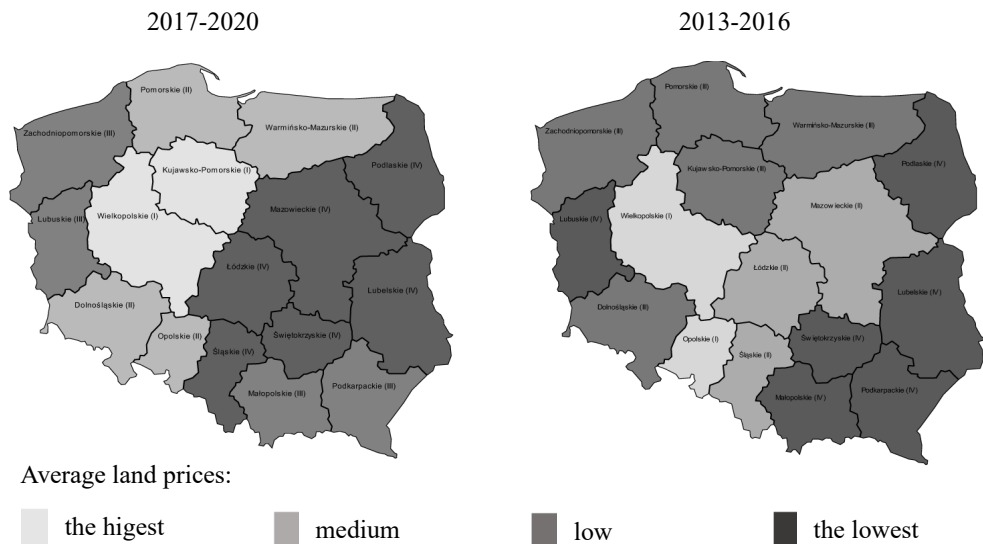 2017-2020
2013-2016
Pomorskie (II)
Zachodniopomorskie (III)
Warmińsko-Mazurskie (II)
Podlaskie (IV)
Kujawsko-Pomorskie (I)
Wielkopolskie (I)
Mazowieckie (IV)
Lubuskie (III)
Łódzkie (IV)
Lubelskie (IV)
Dolnośląskie (II)
Opolskie (II)
Śląskie (IV)
Świętokrzyskie (IV)
Małopolskie (III)
Podkarpackie (III)
Pomorskie (III)
Zachodniopomorskie (III)
Warmińsko-Mazurskie (III)
Podlaskie (IV)
Kujawsko-Pomorskie (III)
Wielkopolskie (I)
Mazowieckie (II)
Lubuskie (IV)
Łódzkie (II)
Lubelskie (IV)
Dolnośląskie (III)
Opolskie (I)
Śląskie (II)
Świętokrzyskie (IV)
Małopolskie (IV)
Podkarpackie (IV)
Average land prices:
the higest
medium
low
the lowest